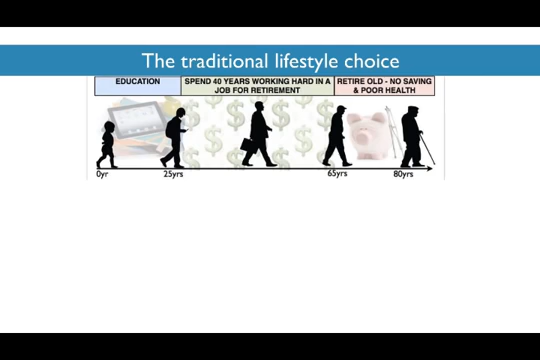 The traditional lifestyle choice
EDUCATION
SPEND 40 YEARS WORKING HARD IN A
JOB FOR RETIREMENT
RETIRE OLD - NO SAVING
& POOR HEALTH
0yr
25yrs
65yrs
80yrs